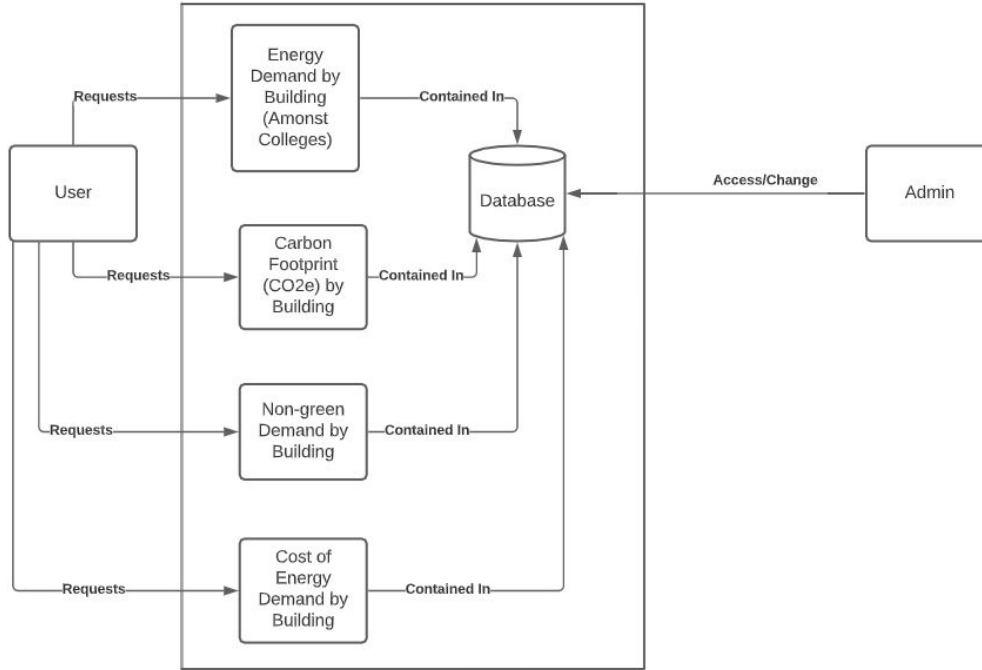 Energy
Demand by
Building
(Amonst
Colleges)
Requests
Contained In
User
Database
Access/Change
Admin
Carbon
Footprint
(CO2e) by
Building
Requests
Contained In
Non-green
Demand by
Building
Requests
Contained In
Cost of
Energy
Demand by
Building
Requests
Contained In